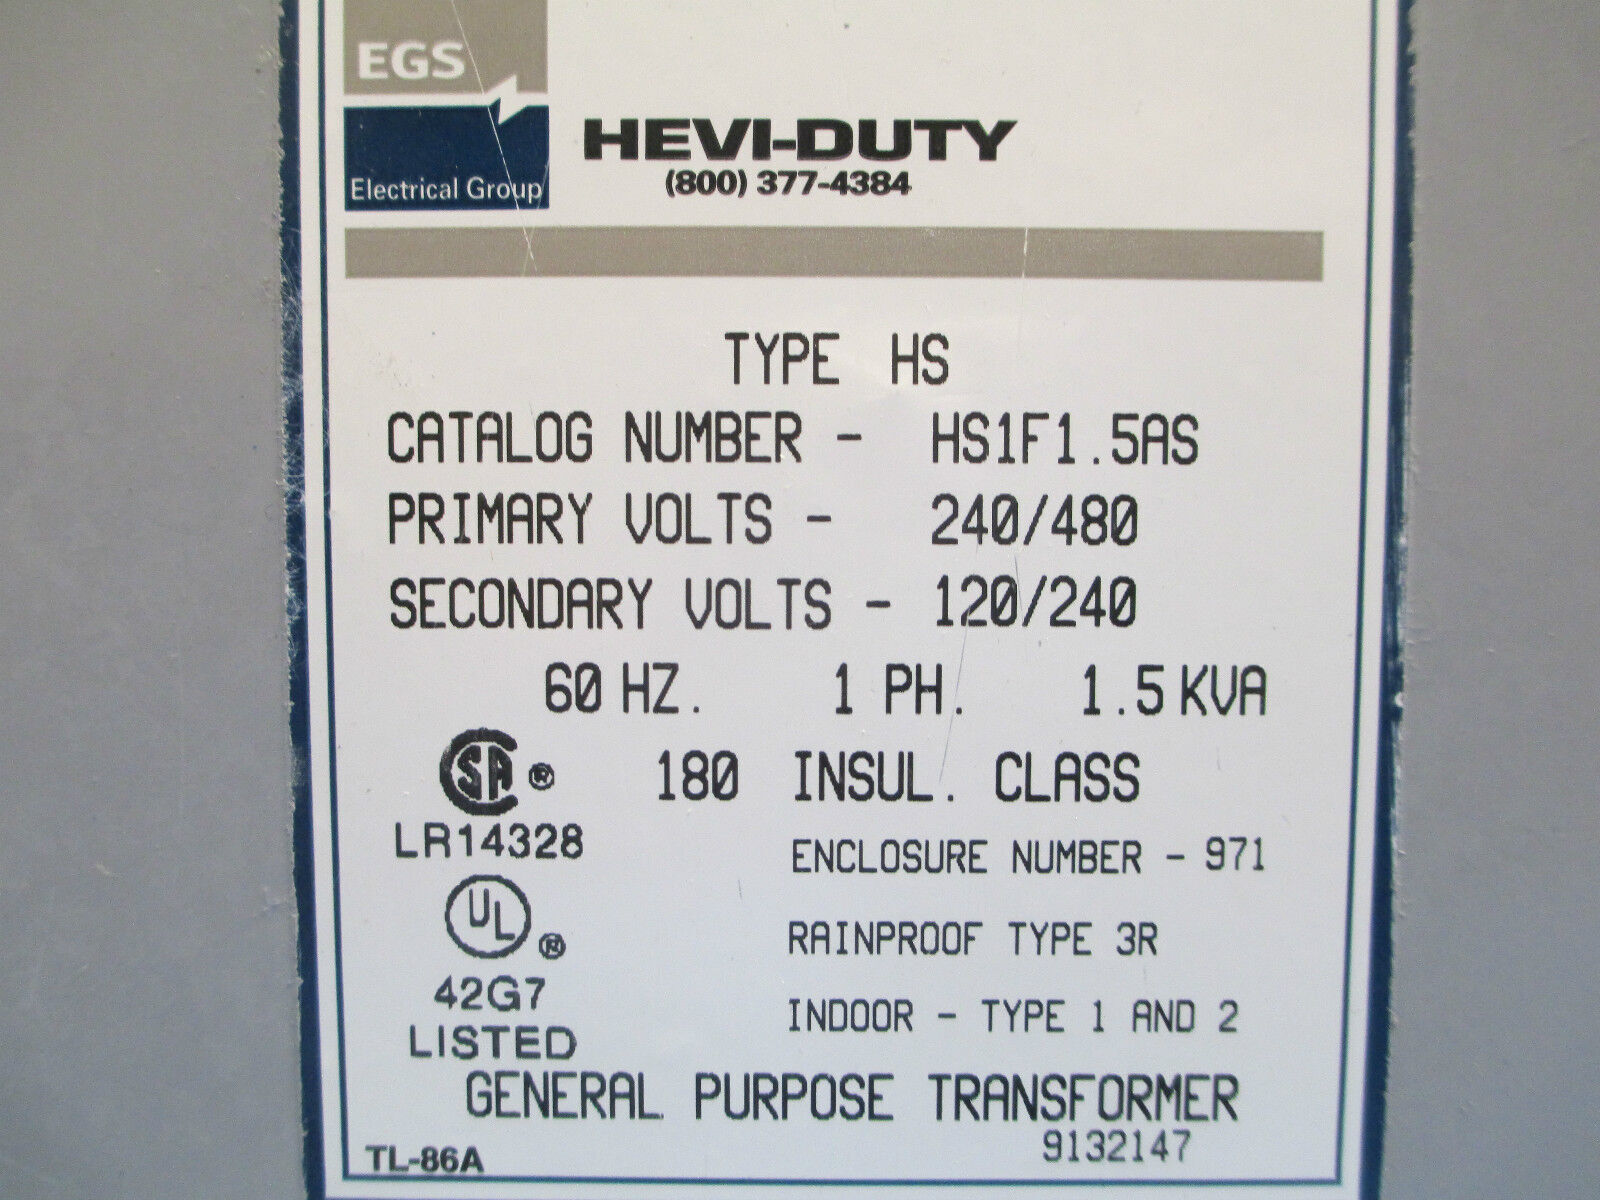 EGS
Electrical Group
HEVI-DUTY
(800) 377-4384
TYPE HS
CATALOG NUMBER - HS1F1.5AS
PRIMARY VOLTS - 240/480
SECONDARY VOLTS - 120/240
60 HZ. 1 PH. 1.5 KVA
SA ® 180 INSUL. CLASS
LR14328
ENCLOSURE NUMBER - 971
UL ®
RAINPROOF TYPE 3R
42G7
LISTED
INDOOR - TYPE 1 AND 2
GENERAL PURPOSE TRANSFORMER
9132147
TL-86A